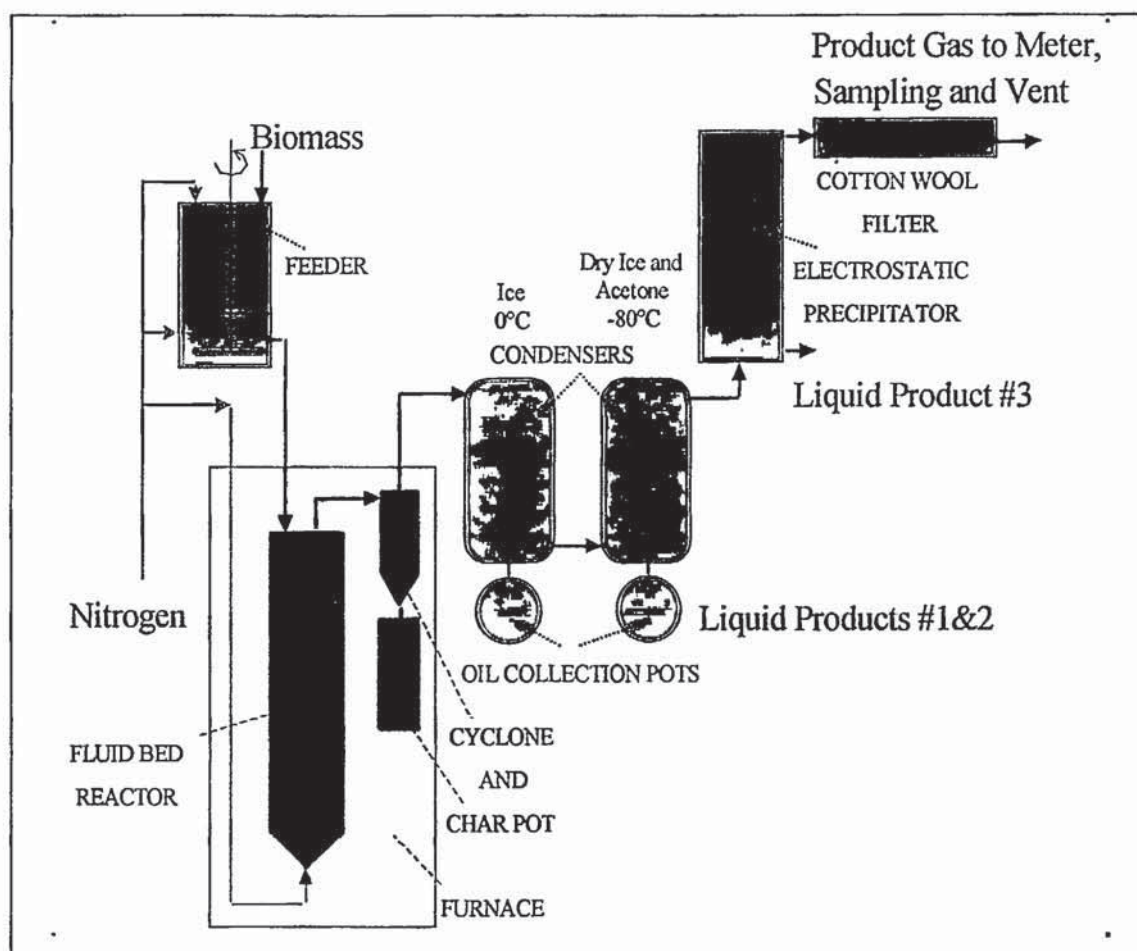 Product Gas to Meter,
Sampling and Vent
Biomass
COTTON WOOL
FILTER
FEEDER
ELECTROSTATIC
PRECIPITATOR
Dry Ice and
Acetone
-80°C
Ice
0°C
CONDENSERS
Liquid Product #3
Nitrogen
Liquid Products #1&2
OIL COLLECTION POTS
FLUID BED
REACTOR
CYCLONE
AND
CHAR POT
FURNACE